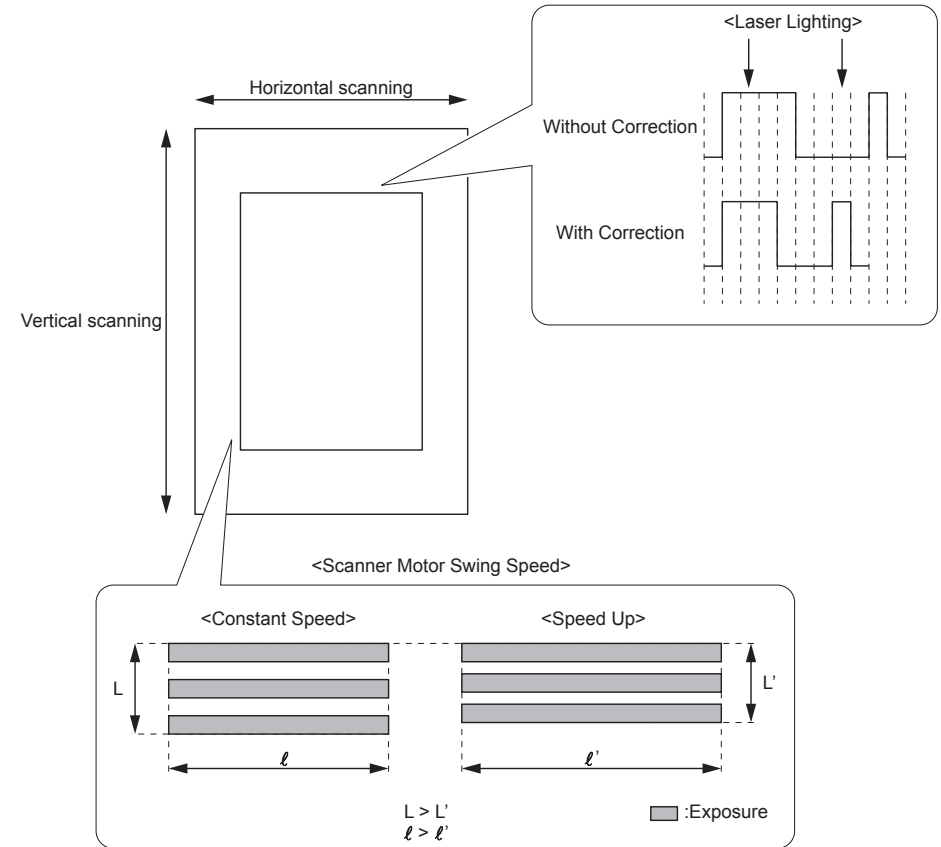 <Laser Lighting>
Horizontal scanning
Without Correction
With Correction
Vertical scanning
<Scanner Motor Swing Speed>
<Constant Speed>
<Speed Up>
L
L’
ℓ
ℓ’
L > L’
ℓ > ℓ’
:Exposure